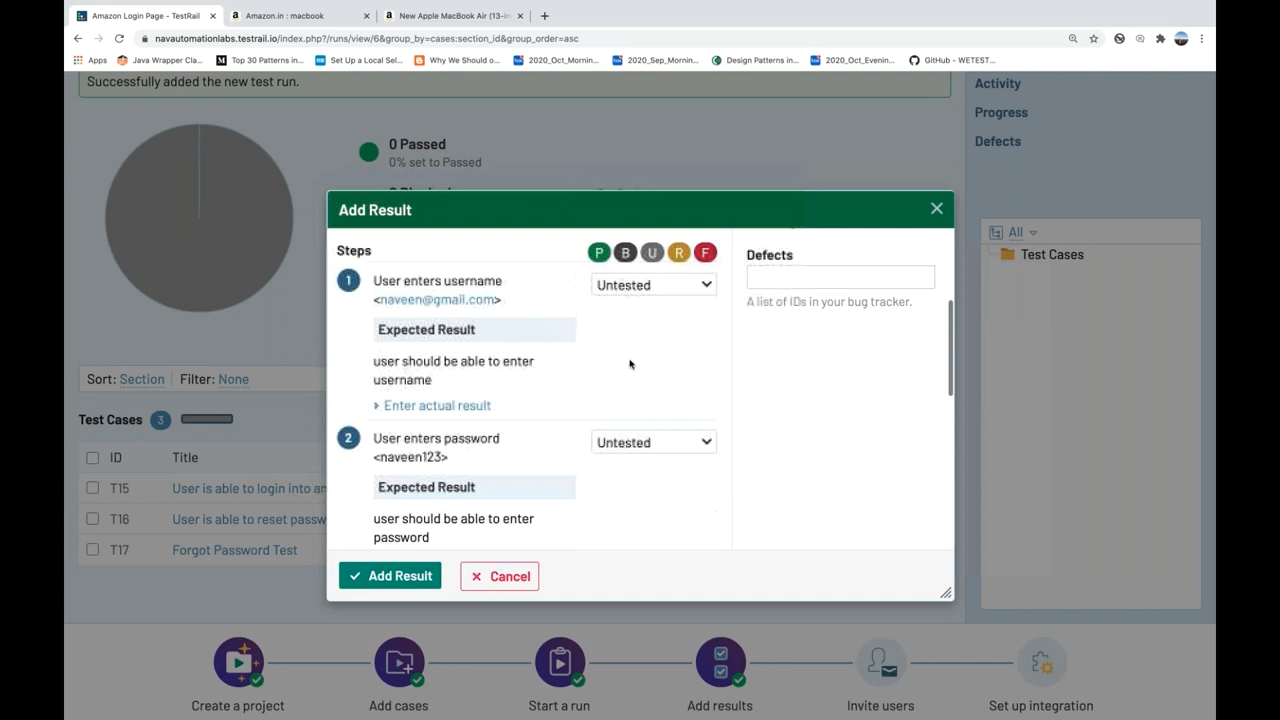 Amazon Login Page - TestRail
Amazon.in : macbook
New Apple MacBook Air (13-in
navautomationlabs.testrail.io/index.php?/runs/view/6&group_by=cases:section_id&group_order=asc
Apps
Java Wrapper Cla...
Top 30 Patterns in...
Set Up a Local Sel...
Why We Should o...
2020_Oct_Mornin...
2020_Sep_Mornin...
Design Patterns in...
2020_Oct_Evenin...
GitHub - WETEST...
Successfully added the new test run.
0 Passed
0% set to Passed
Activity
Progress
Defects
All
Test Cases
Add Result
Steps
P B U R F
1
User enters username
<naveen@gmail.com>
Untested
Expected Result
user should be able to enter
username
Enter actual result
2
User enters password
<naveen123>
Untested
Expected Result
user should be able to enter
password
Defects
A list of IDs in your bug tracker.
Add Result
Cancel
Sort: Section
Filter: None
Test Cases 3
ID Title
T15 User is able to login into an
T16 User is able to reset passw
T17 Forgot Password Test
Create a project
Add cases
Start a run
Add results
Invite users
Set up integration